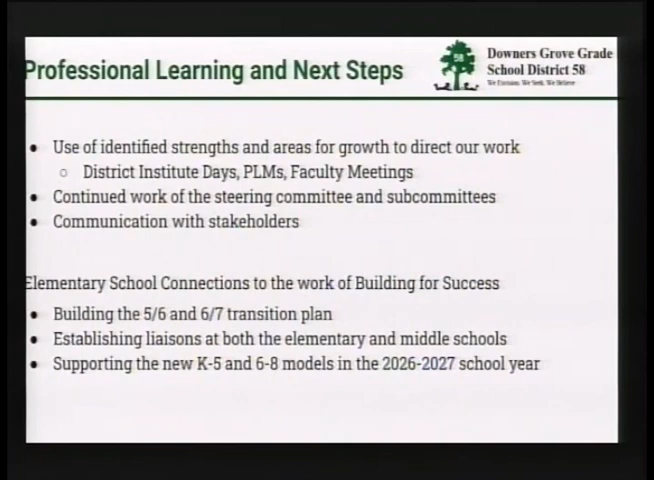 Professional Learning and Next Steps
58
Downers Grove Grade
School District 58
● Use of identified strengths and areas for growth to direct our work
○ District Institute Days, PLMs, Faculty Meetings
● Continued work of the steering committee and subcommittees
● Communication with stakeholders
Elementary School Connections to the work of Building for Success
● Building the 5/6 and 6/7 transition plan
● Establishing liaisons at both the elementary and middle schools
● Supporting the new K-5 and 6-8 models in the 2026-2027 school year